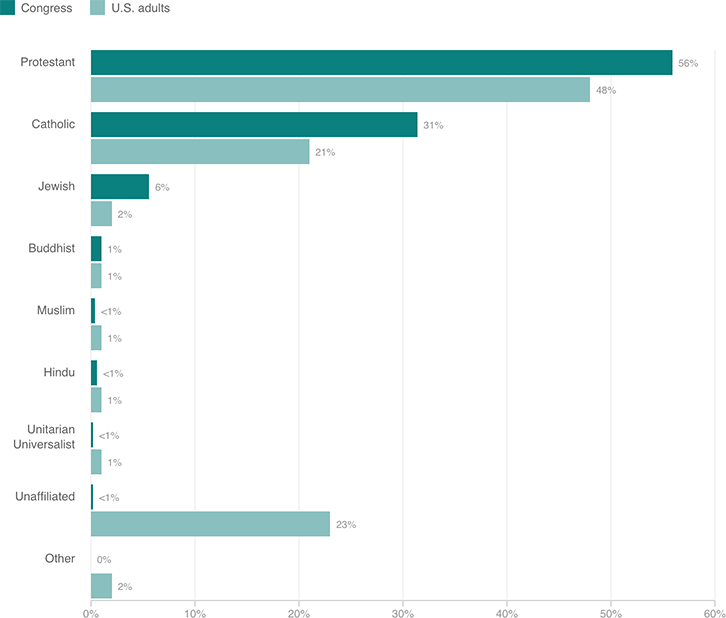 Congress
U.S. adults
Protestant
56%
48%
Catholic
31%
21%
Jewish
6%
2%
Buddhist
1%
1%
Muslim
<1%
1%
Hindu
<1%
1%
Unitarian
Universalist
<1%
1%
Unaffiliated
<1%
23%
Other
0%
2%
0%
10%
20%
30%
40%
50%
60%